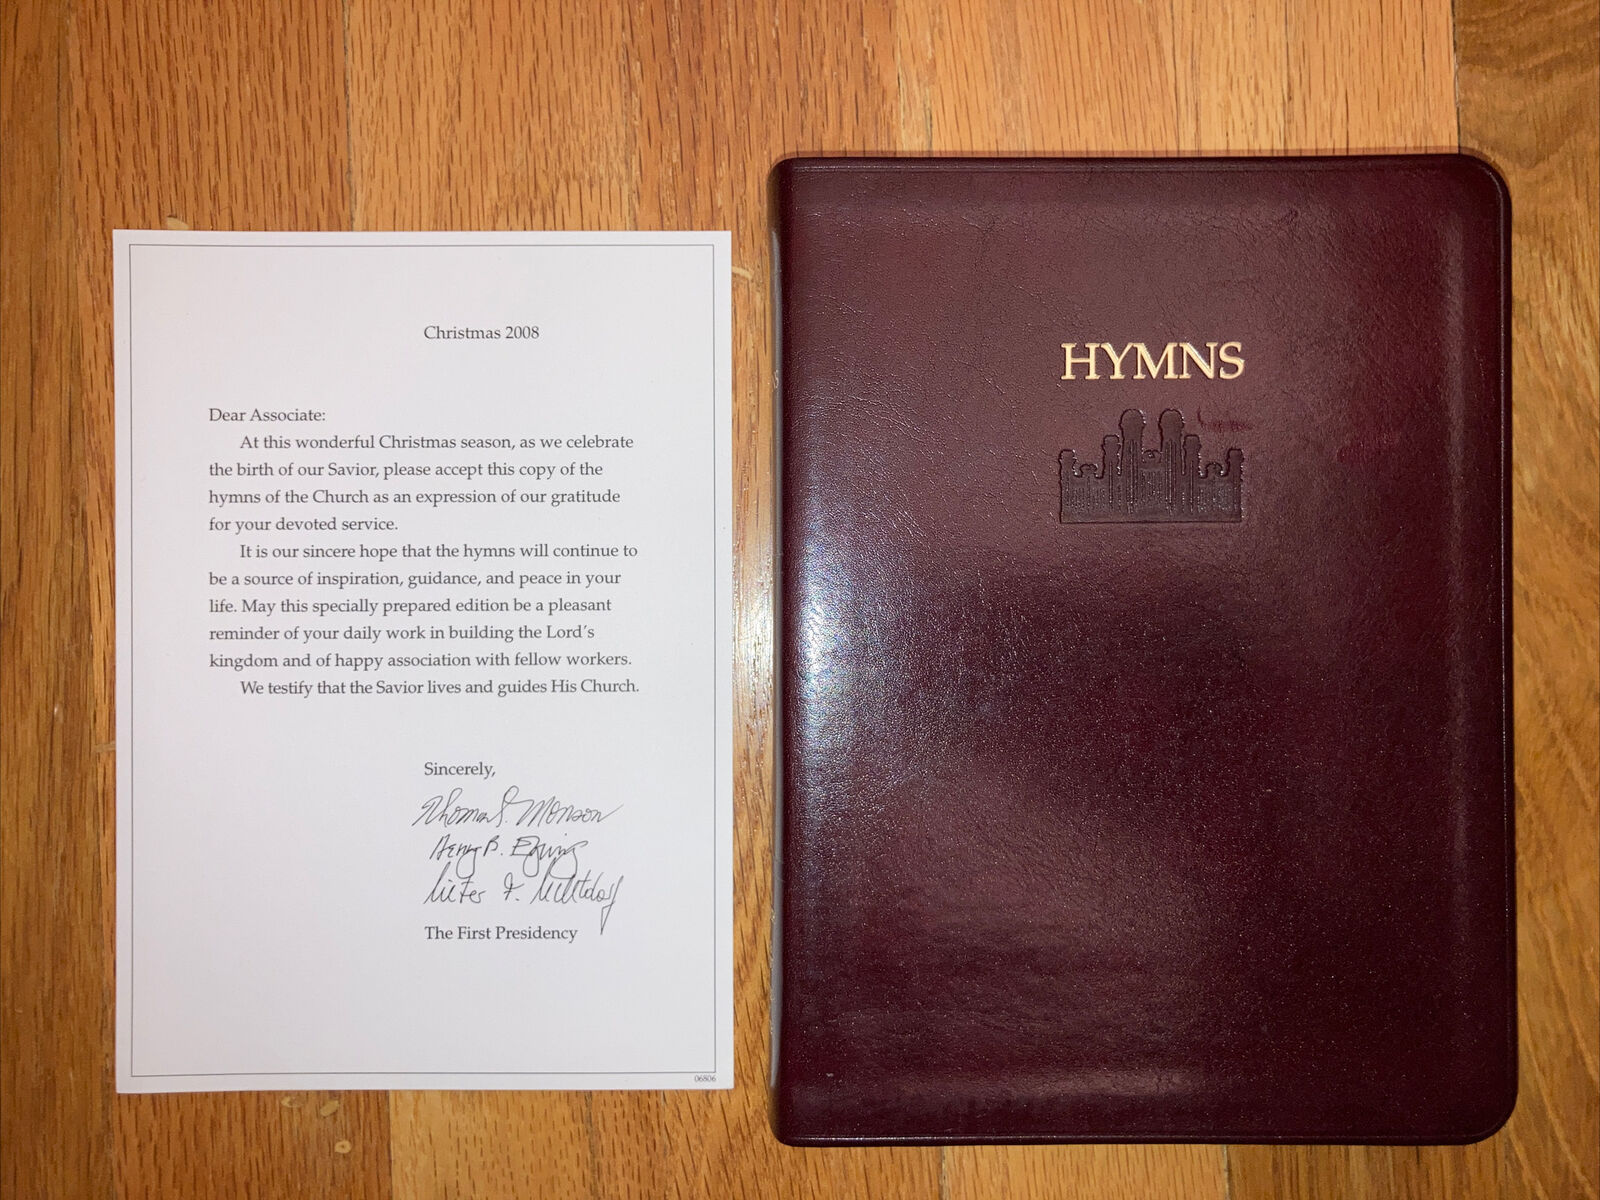 Christmas 2008
Dear Associate:
At this wonderful Christmas season, as we celebrate
the birth of our Savior, please accept this copy of the
hymns of the Church as an expression of our gratitude
for your devoted service.
It is our sincere hope that the hymns will continue to
be a source of inspiration, guidance, and peace in your
life. May this specially prepared edition be a pleasant
reminder of your daily work in building the Lord's
kingdom and of happy association with fellow workers.
We testify that the Savior lives and guides His Church.
Sincerely,
Thomas S. Monson
Henry B. Eyring
Dieter F. Uchtdorf
The First Presidency
06806
HYMNS